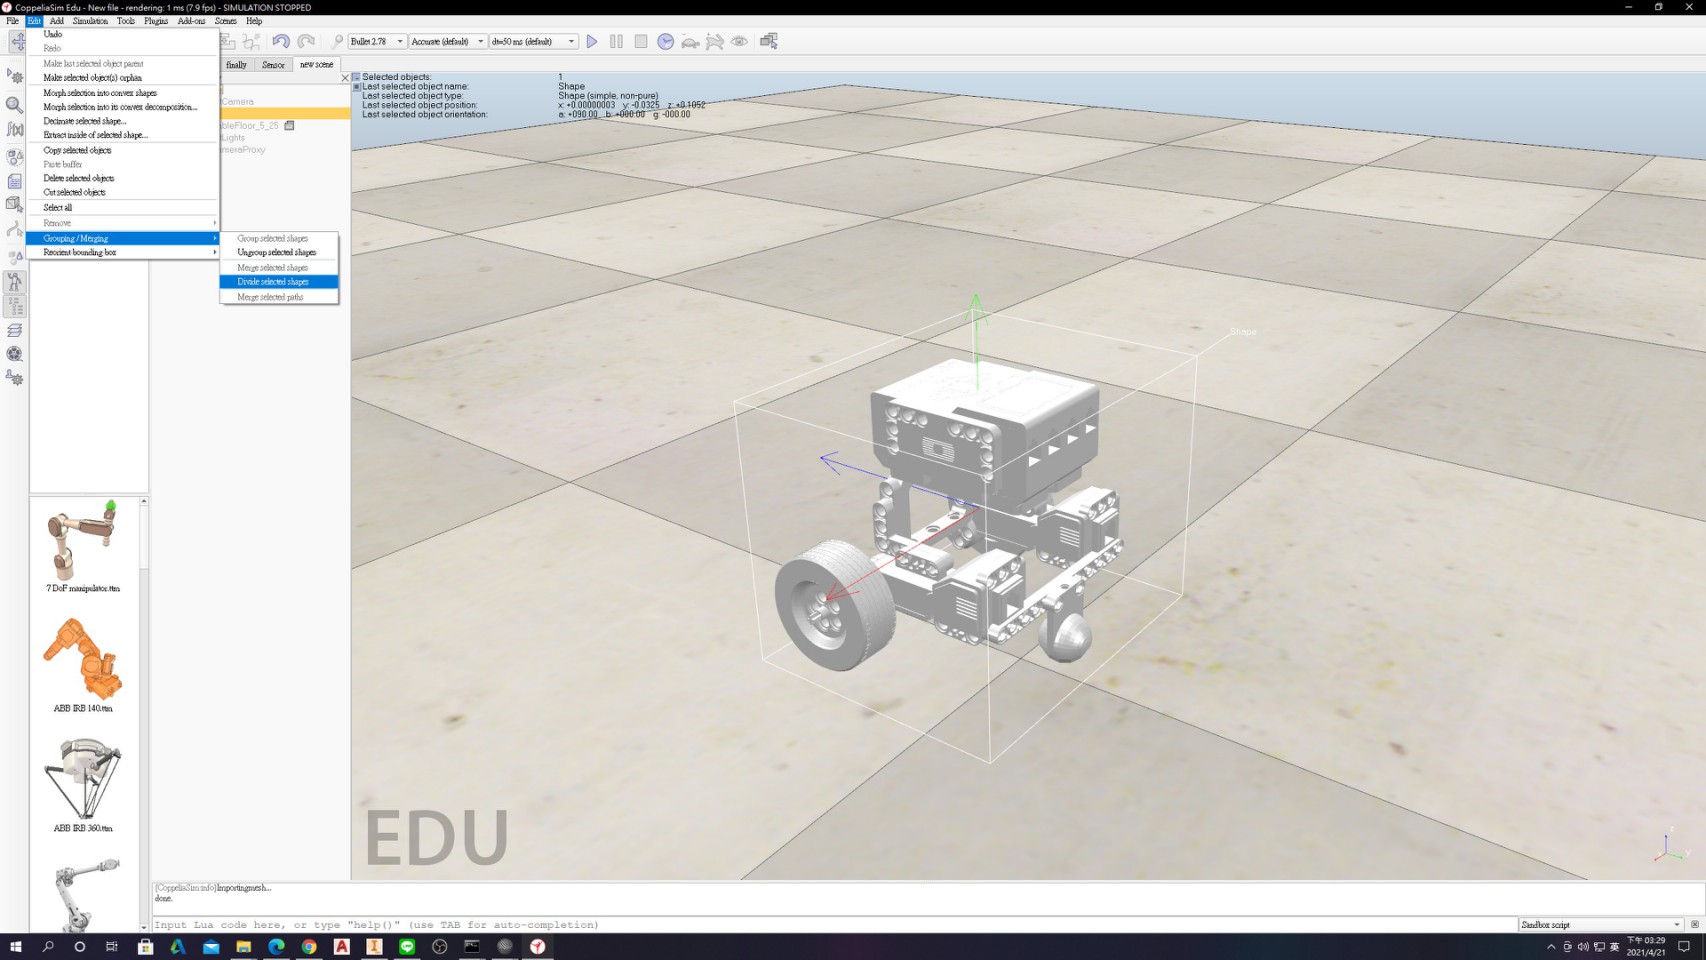 CoppeliaSim Edu - New file - rendering: 1 ms (7.9 fps) - SIMULATION STOPPED
File Edit Add Simulation Tools Plugins Add-ons Scenes Help
Undo
Redo
Make last selected object parent
Make selected object(s) orphan
Morph selection into convex shapes
Morph selection into its convex decomposition...
Decimate selected shape...
Extract inside of selected shape...
Copy selected objects
Paste buffer
Delete selected objects
Cut selected objects
Select all
Remove
Grouping / Merging
Reorient bounding box
Group selected shapes
Ungroup selected shapes
Merge selected shapes
Divide selected shapes
Merge selected paths
Bullet 2.78
Accurate (default)
dt=50 ms (default)
finally
Sensor
new scene
Camera
bleFloor_5_25
Lights
meraProxy
Selected objects: 1
Last selected object name: Shape
Last selected object type: Shape (simple, non-pure)
Last selected object position: x: +0.00000003 y: -0.0325 z: +0.1052
Last selected object orientation: a: +090.00 b: +000.00 g: -000.00
Shape
7 DoF manipulator.ttm
ABB IRB 140.ttm
ABB IRB 360.ttm
EDU
[CoppeliaSim:info] Importing mesh...
done.
Input Lua code here, or type "help()" (use TAB for auto-completion)
Sandbox script
英
下午 03:29
2021/4/21